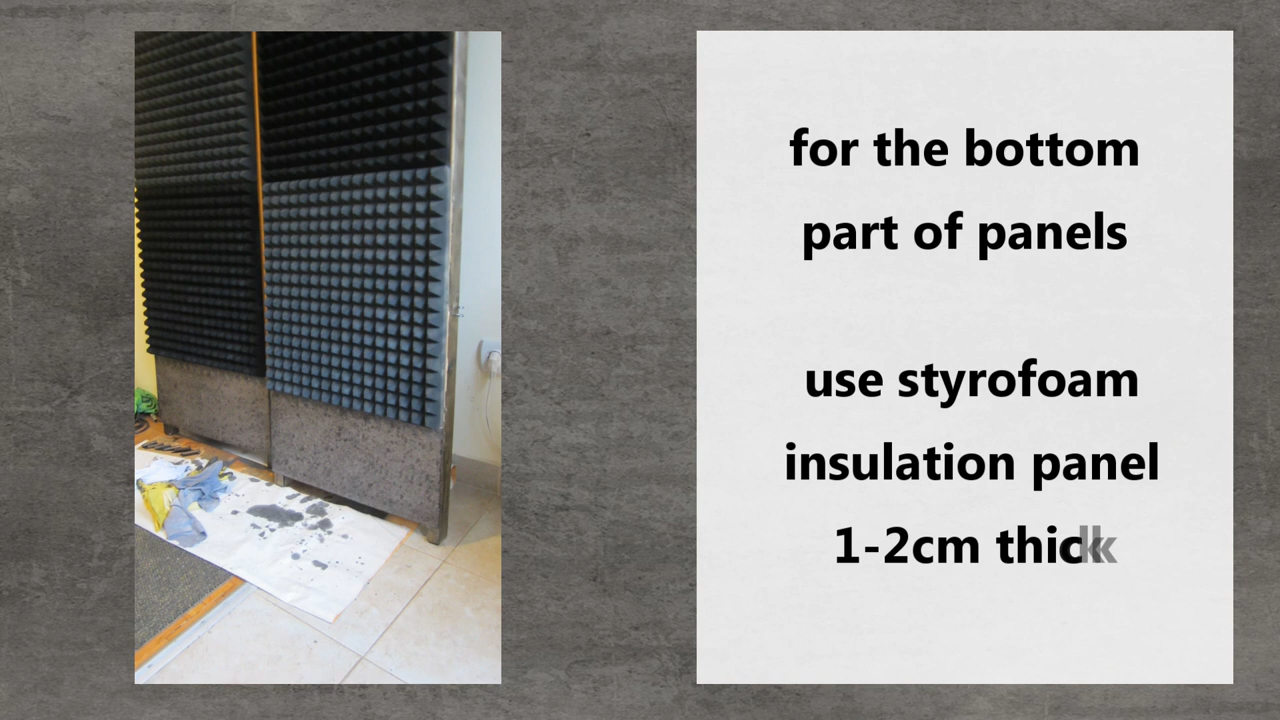 for the bottom
part of panels
use styrofoam
insulation panel
1-2cm thick